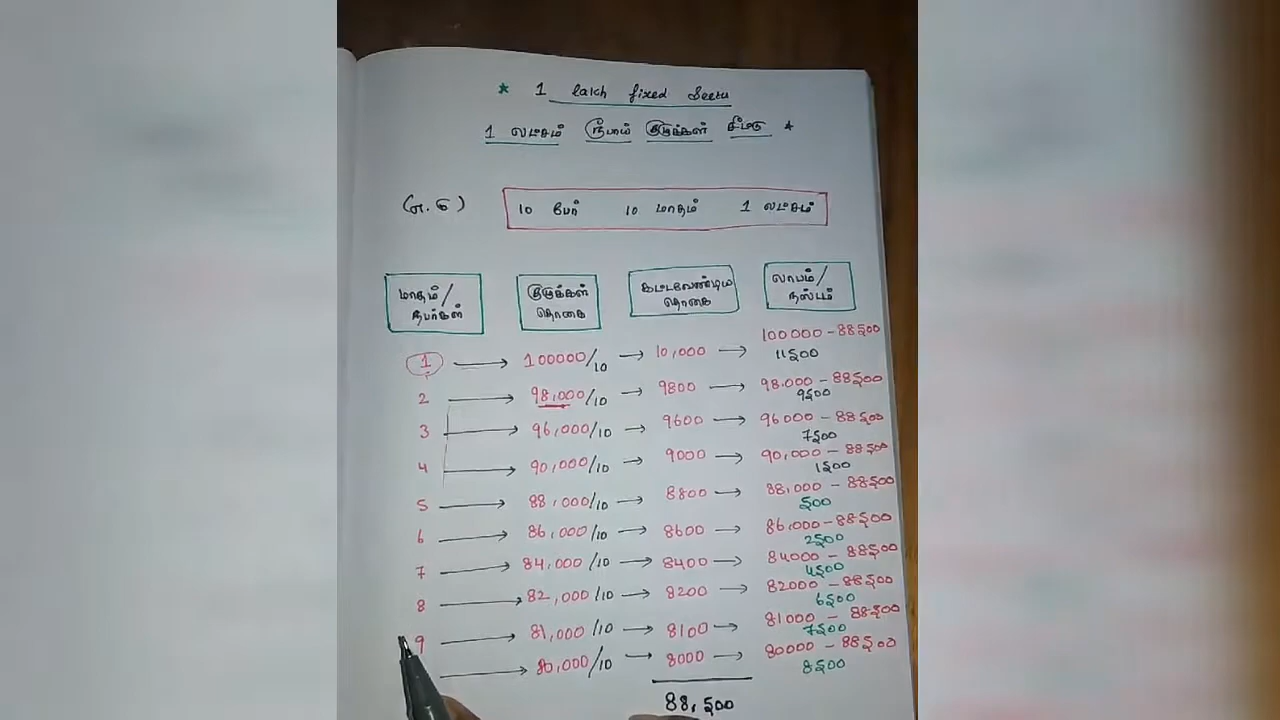 * 1 lakh fixed Seetu
1 லட்சம் ரூபாய் குலுக்கல் சீட்டு *
(எ.கா) 10 பேர் 10 மாதம் 1 லட்சம்
மாதம்/ நபர்கள்
குலுக்கள் தொகை
கட்டவேண்டிய தொகை
லாபம்/ நஸ்டம்
1 → 100000/10 → 10,000 → 100000 - 88500
11500
2 → 98,000/10 → 9800 → 98.000 - 88500
9500
3 → 96,000/10 → 9600 → 96000 - 88500
7500
4 → 90,000/10 → 9000 → 90,000 - 88500
1500
5 → 88,000/10 → 8800 → 88,000 - 88500
500
6 → 86,000/10 → 8600 → 86,000 - 88500
2500
7 → 84,000/10 → 8400 → 84000 - 88500
4500
8 → 82,000/10 → 8200 → 82000 - 88500
6500
9 → 81,000/10 → 8100 → 81000 - 88500
7500
→ 80,000/10 → 8000 → 80000 - 88500
8500
88,500